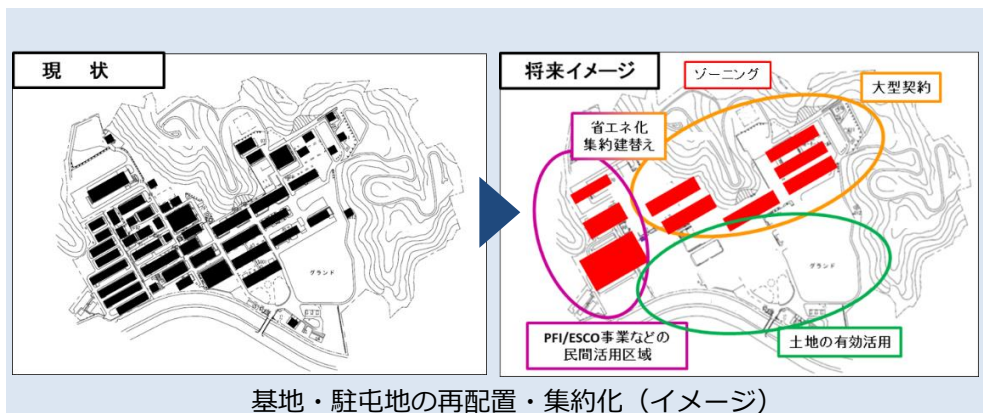 現 状
グランド
将来イメージ
ゾーニング
大型契約
省エネ化
集約建替え
グランド
PFI/ESCO事業などの
民間活用区域
土地の有効活用
基地・駐屯地の再配置・集約化（イメージ）